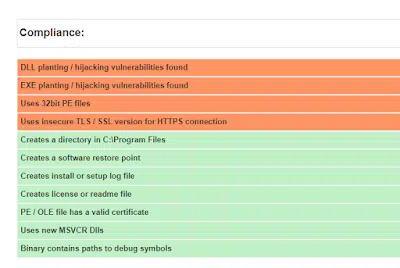 Compliance:
DLL planting / hijacking vulnerabilities found
EXE planting / hijacking vulnerabilities found
Uses 32bit PE files
Uses insecure TLS / SSL version for HTTPS connection
Creates a directory in C:\Program Files
Creates a software restore point
Creates install or setup log file
Creates license or readme file
PE / OLE file has a valid certificate
Uses new MSVCR Dlls
Binary contains paths to debug symbols